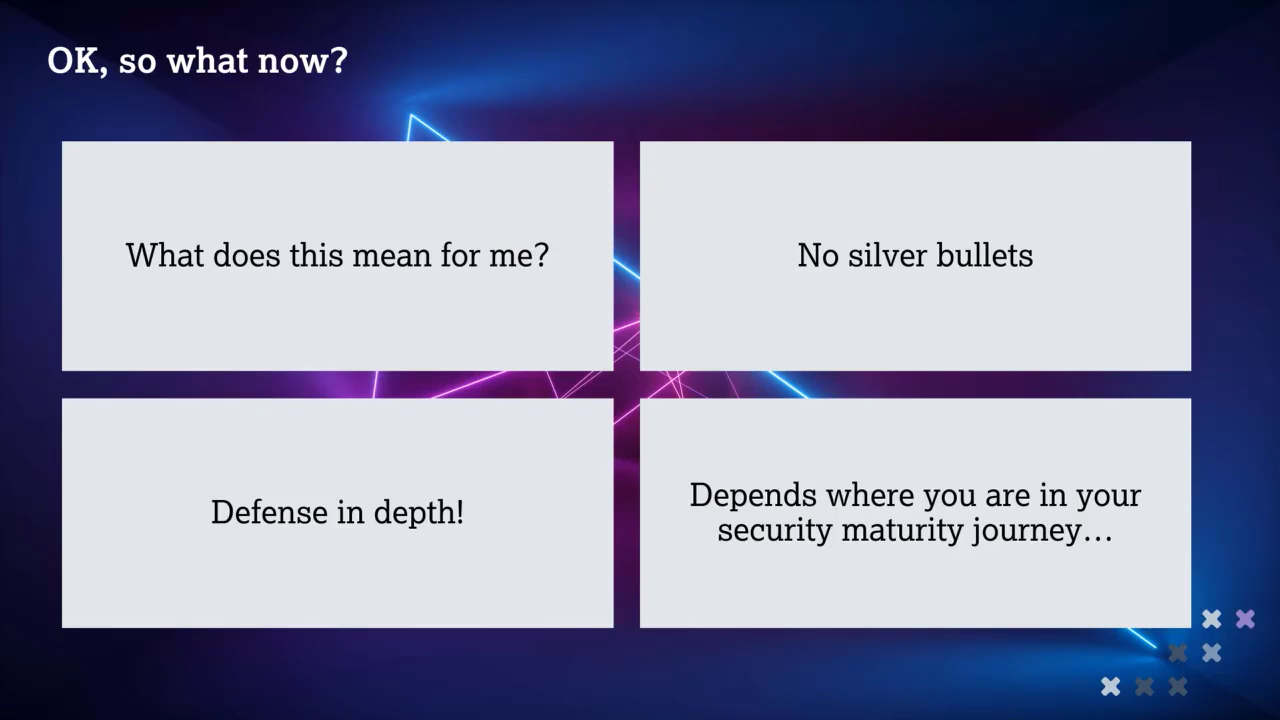 OK, so what now?
What does this mean for me?
No silver bullets
Defense in depth!
Depends where you are in your
security maturity journey…